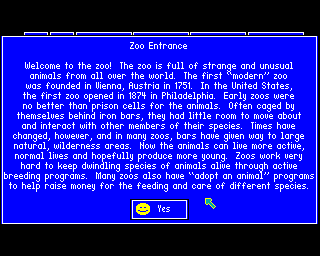 Zoo Entrance
Welcome to the zoo! The zoo is full of strange and unusual
animals from all over the world. The first "modern" zoo
was founded in Vienna, Austria in 1751. In the United States,
the first zoo opened in 1874 in Philadelphia. Early zoos were
no better than prison cells for the animals. Often caged by
themselves behind iron bars, they had little room to move about
and interact with other members of their species. Times have
changed, however, and in many zoos, bars have given way to large
natural, wilderness areas. Now the animals can live more active,
normal lives and hopefully produce more young. Zoos work very
hard to keep dwindling species of animals alive through active
breeding programs. Many zoos also have "adopt an animal" programs
to help raise money for the feeding and care of different species.
Yes